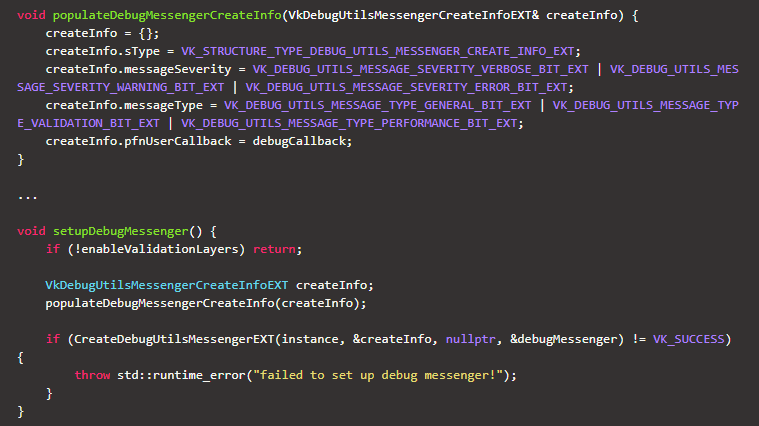 void populateDebugMessengerCreateInfo(VkDebugUtilsMessengerCreateInfoEXT& createInfo) {
    createInfo = {};
    createInfo.sType = VK_STRUCTURE_TYPE_DEBUG_UTILS_MESSENGER_CREATE_INFO_EXT;
    createInfo.messageSeverity = VK_DEBUG_UTILS_MESSAGE_SEVERITY_VERBOSE_BIT_EXT | VK_DEBUG_UTILS_MES
SAGE_SEVERITY_WARNING_BIT_EXT | VK_DEBUG_UTILS_MESSAGE_SEVERITY_ERROR_BIT_EXT;
    createInfo.messageType = VK_DEBUG_UTILS_MESSAGE_TYPE_GENERAL_BIT_EXT | VK_DEBUG_UTILS_MESSAGE_TYP
E_VALIDATION_BIT_EXT | VK_DEBUG_UTILS_MESSAGE_TYPE_PERFORMANCE_BIT_EXT;
    createInfo.pfnUserCallback = debugCallback;
}
...
void setupDebugMessenger() {
    if (!enableValidationLayers) return;
    VkDebugUtilsMessengerCreateInfoEXT createInfo;
    populateDebugMessengerCreateInfo(createInfo);
    if (CreateDebugUtilsMessengerEXT(instance, &createInfo, nullptr, &debugMessenger) != VK_SUCCESS)
{
        throw std::runtime_error("failed to set up debug messenger!");
    }
}